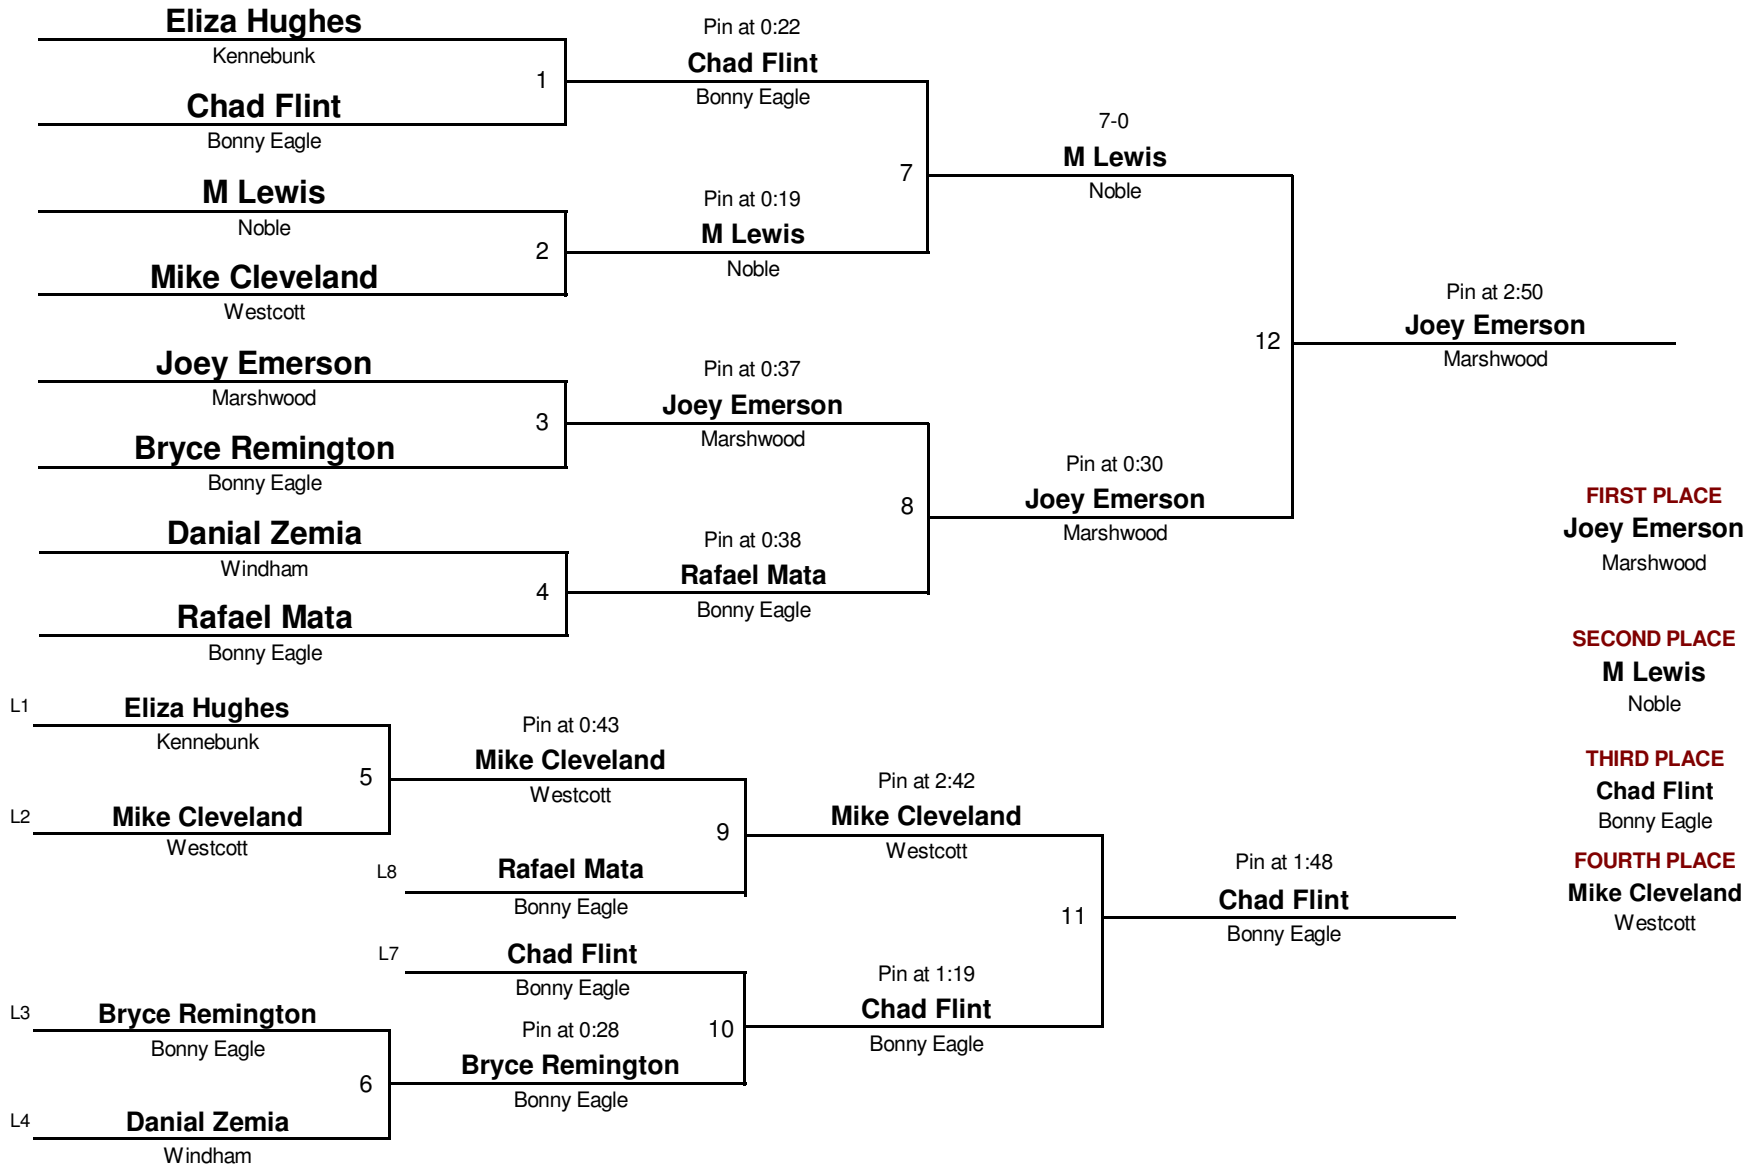 Eliza Hughes
Kennebunk
1
Chad Flint
Bonny Eagle
Pin at 0:22
Chad Flint
Bonny Eagle
M Lewis
Noble
2
Mike Cleveland
Westcott
Pin at 0:19
M Lewis
Noble
7
7-0
M Lewis
Noble
Joey Emerson
Marshwood
3
Bryce Remington
Bonny Eagle
Pin at 0:37
Joey Emerson
Marshwood
Danial Zemia
Windham
4
Rafael Mata
Bonny Eagle
Pin at 0:38
Rafael Mata
Bonny Eagle
8
Pin at 0:30
Joey Emerson
Marshwood
12
Pin at 2:50
Joey Emerson
Marshwood
FIRST PLACE
Joey Emerson
Marshwood
SECOND PLACE
M Lewis
Noble
THIRD PLACE
Chad Flint
Bonny Eagle
FOURTH PLACE
Mike Cleveland
Westcott
L1
Eliza Hughes
Kennebunk
5
L2
Mike Cleveland
Westcott
Pin at 0:43
Mike Cleveland
Westcott
9
L8
Rafael Mata
Bonny Eagle
Pin at 2:42
Mike Cleveland
Westcott
L7
Chad Flint
Bonny Eagle
L3
Bryce Remington
Bonny Eagle
6
L4
Danial Zemia
Windham
Pin at 0:28
Bryce Remington
Bonny Eagle
10
Pin at 1:19
Chad Flint
Bonny Eagle
11
Pin at 1:48
Chad Flint
Bonny Eagle